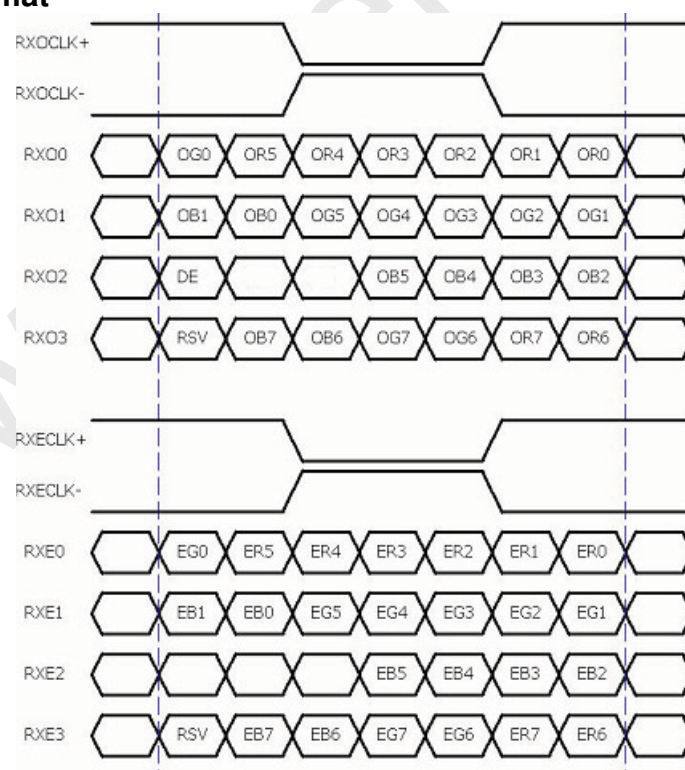 RXOCLK+
RXOCLK-
RXO0 OG0 OR5 OR4 OR3 OR2 OR1 OR0
RXO1 OB1 OB0 OG5 OG4 OG3 OG2 OG1
RXO2 DE OB5 OB4 OB3 OB2
RXO3 RSV OB7 OB6 OG7 OG6 OR7 OR6
RXECLK+
RXECLK-
RXE0 EG0 ER5 ER4 ER3 ER2 ER1 ER0
RXE1 EB1 EB0 EG5 EG4 EG3 EG2 EG1
RXE2 EB5 EB4 EB3 EB2
RXE3 RSV EB7 EB6 EG7 EG6 ER7 ER6